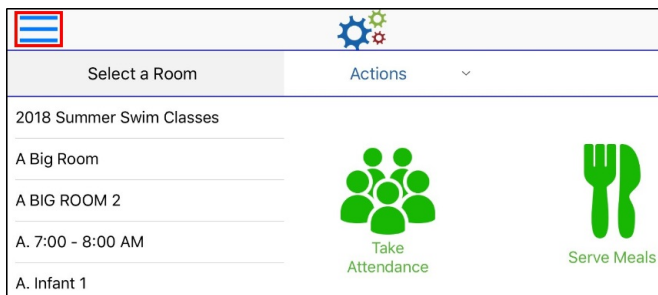 Select a Room
Actions
2018 Summer Swim Classes
A Big Room
A BIG ROOM 2
A. 7:00 - 8:00 AM
A. Infant 1
Take
Attendance
Serve Meals